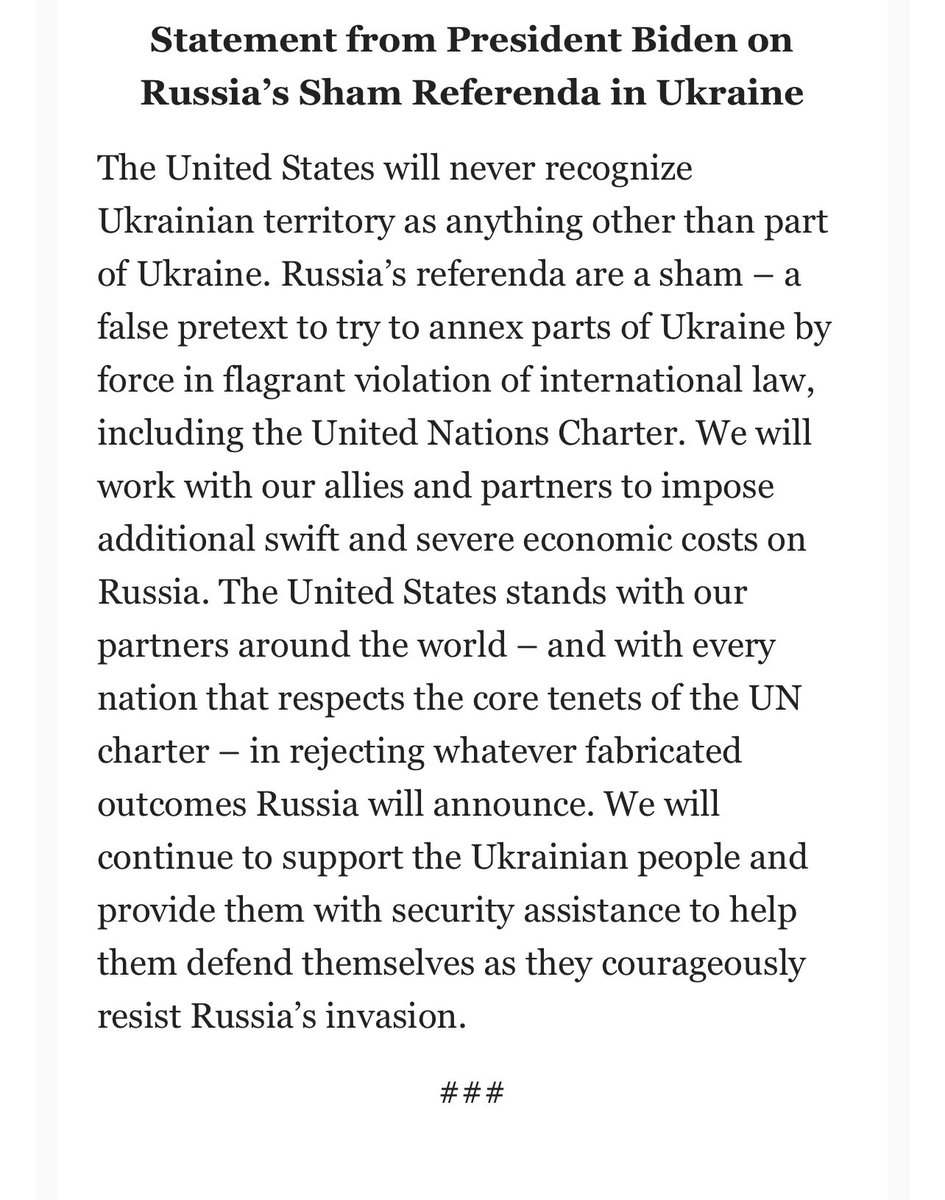 Statement from President Biden on
Russia’s Sham Referenda in Ukraine
The United States will never recognize
Ukrainian territory as anything other than part
of Ukraine. Russia’s referenda are a sham – a
false pretext to try to annex parts of Ukraine by
force in flagrant violation of international law,
including the United Nations Charter. We will
work with our allies and partners to impose
additional swift and severe economic costs on
Russia. The United States stands with our
partners around the world – and with every
nation that respects the core tenets of the UN
charter – in rejecting whatever fabricated
outcomes Russia will announce. We will
continue to support the Ukrainian people and
provide them with security assistance to help
them defend themselves as they courageously
resist Russia’s invasion.
###